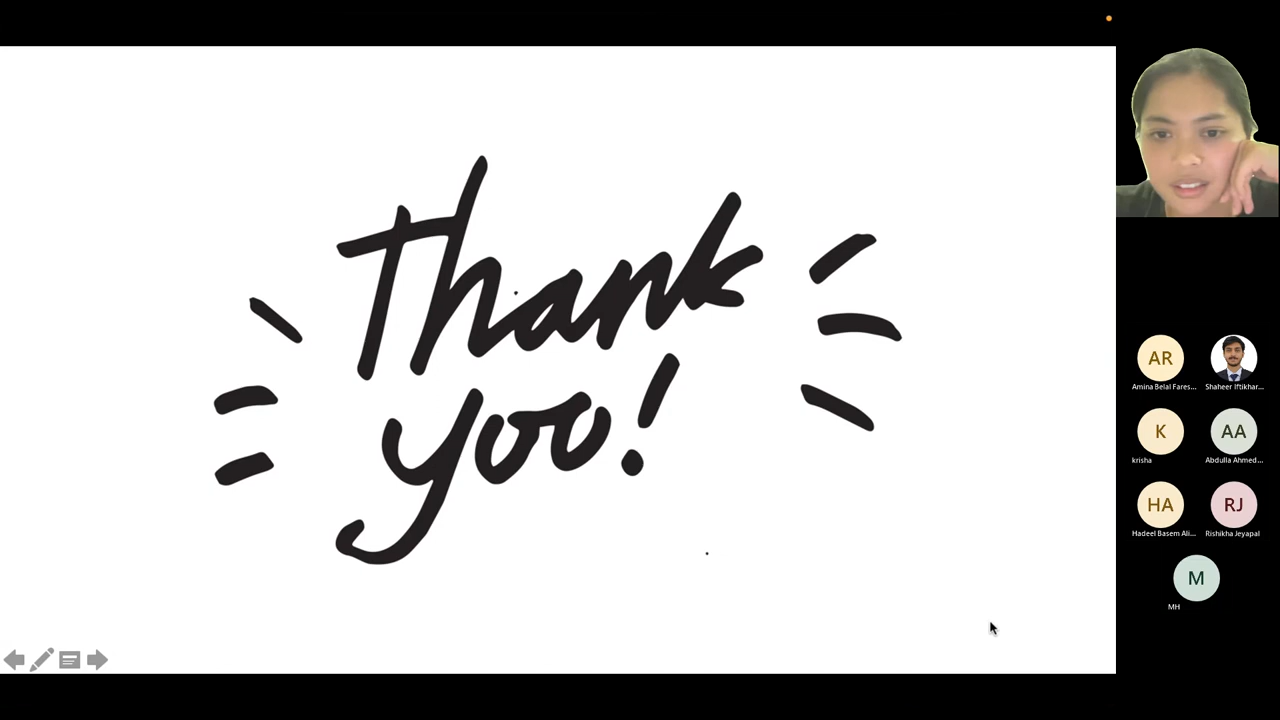 Thank
you!
AR
Amina Belal Fares...
Shaheer Iftikhar...
K
krisha
AA
Abdulla Ahmed...
HA
Hadeel Basem Ali...
RJ
Rishikha Jeyapal
M
MH